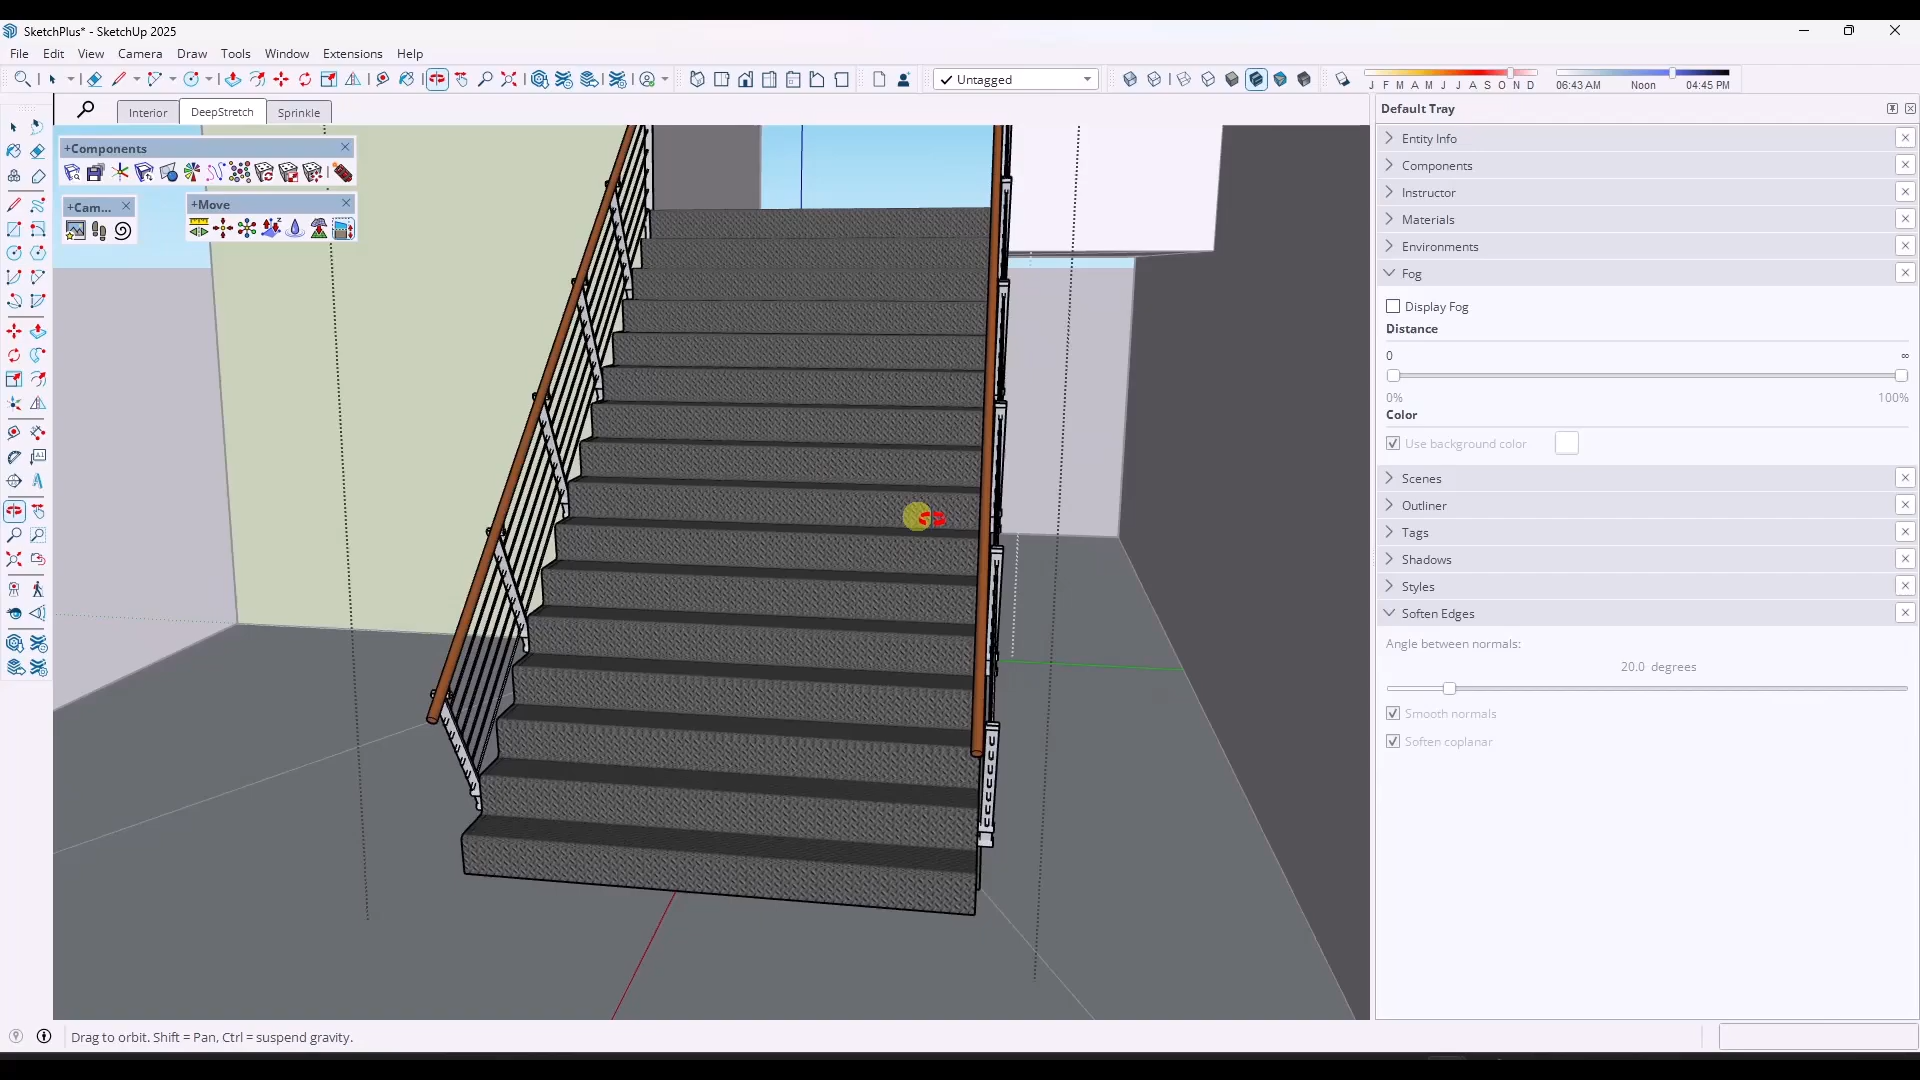 SketchPlus* - SketchUp 2025
File Edit View Camera Draw Tools Window Extensions Help
Untagged
J F M A M J J A S O N D
06:43 AM Noon 04:45 PM
Interior DeepStretch Sprinkle
+Components
+Cam...
+Move
Default Tray
Entity Info
Components
Instructor
Materials
Environments
Fog
Display Fog
Distance
0 ∞
0% 100%
Color
Use background color
Scenes
Outliner
Tags
Shadows
Styles
Soften Edges
Angle between normals:
20.0 degrees
Smooth normals
Soften coplanar
Drag to orbit. Shift = Pan, Ctrl = suspend gravity.